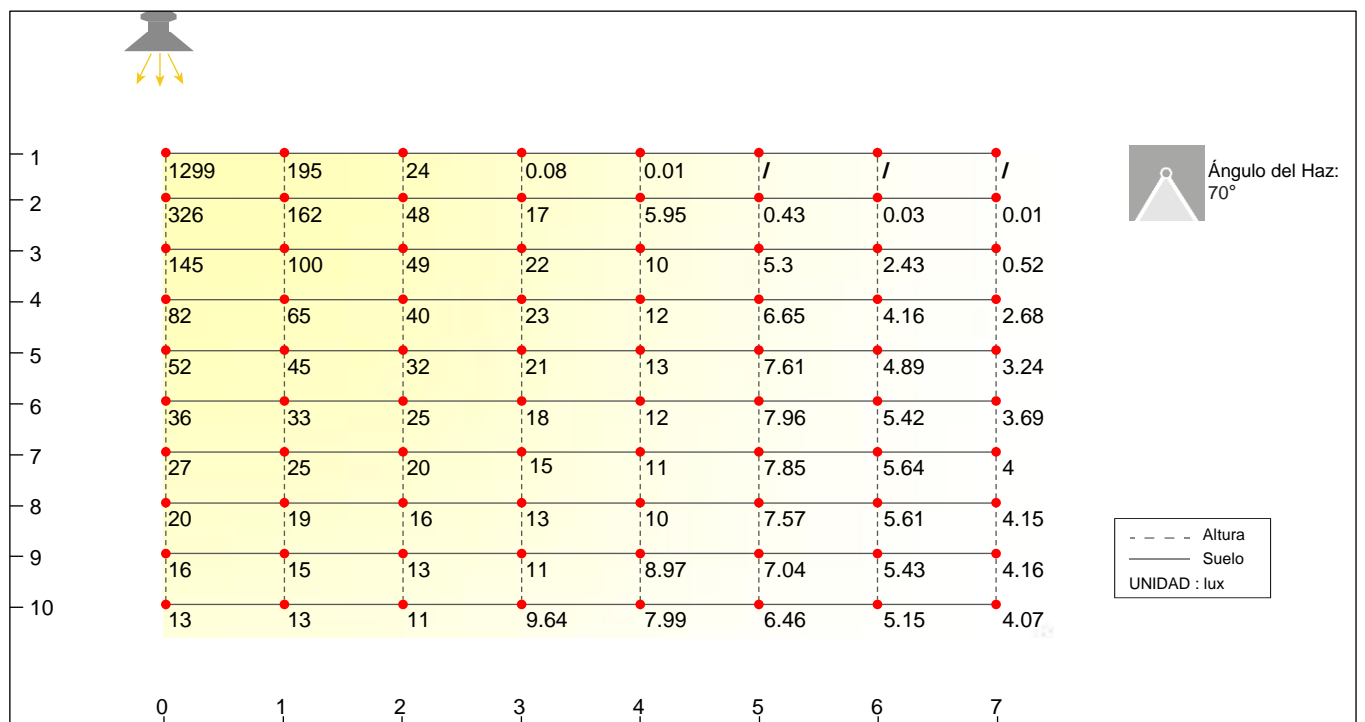 1 1299 195 24 0.08 0.01 / / /
2 326 162 48 17 5.95 0.43 0.03 0.01
3 145 100 49 22 10 5.3 2.43 0.52
4 82 65 40 23 12 6.65 4.16 2.68
5 52 45 32 21 13 7.61 4.89 3.24
6 36 33 25 18 12 7.96 5.42 3.69
7 27 25 20 15 11 7.85 5.64 4
8 20 19 16 13 10 7.57 5.61 4.15
9 16 15 13 11 8.97 7.04 5.43 4.16
10 13 13 11 9.64 7.99 6.46 5.15 4.07
0 1 2 3 4 5 6 7
Ángulo del Haz:
70°
Altura
Suelo
UNIDAD : lux